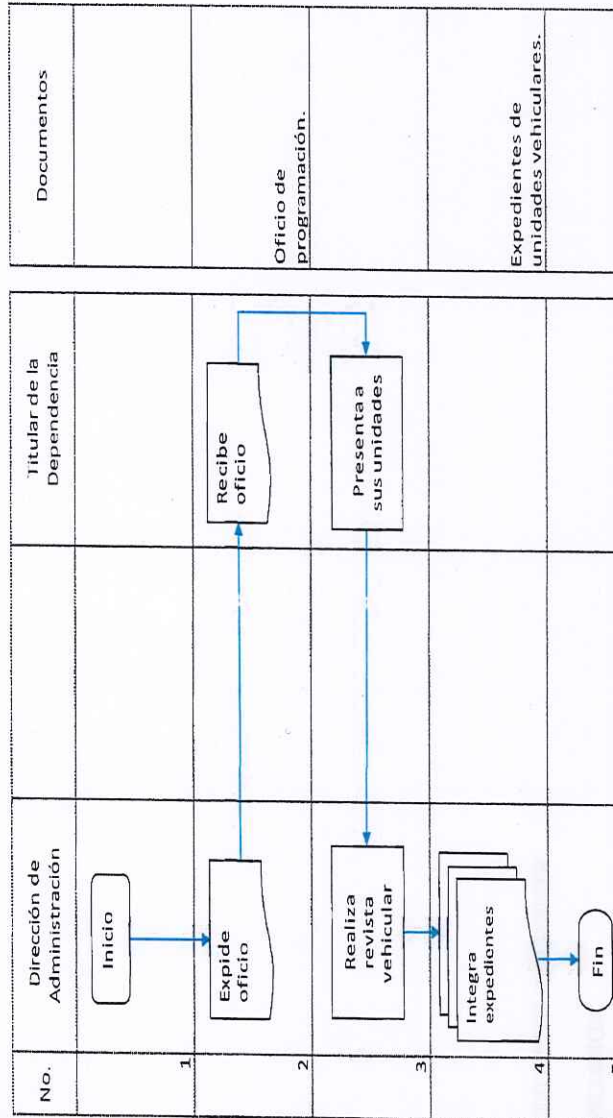 No.
Dirección de
Administración
Titular de la
Dependencia
Documentos
Inicio
1
Expide
oficio
Recibe
oficio
Oficio de
programación.
2
Realiza
revista
vehicular
Presenta a
sus unidades
3
Integra
expedientes
Expedientes de
unidades vehiculares.
4
Fin